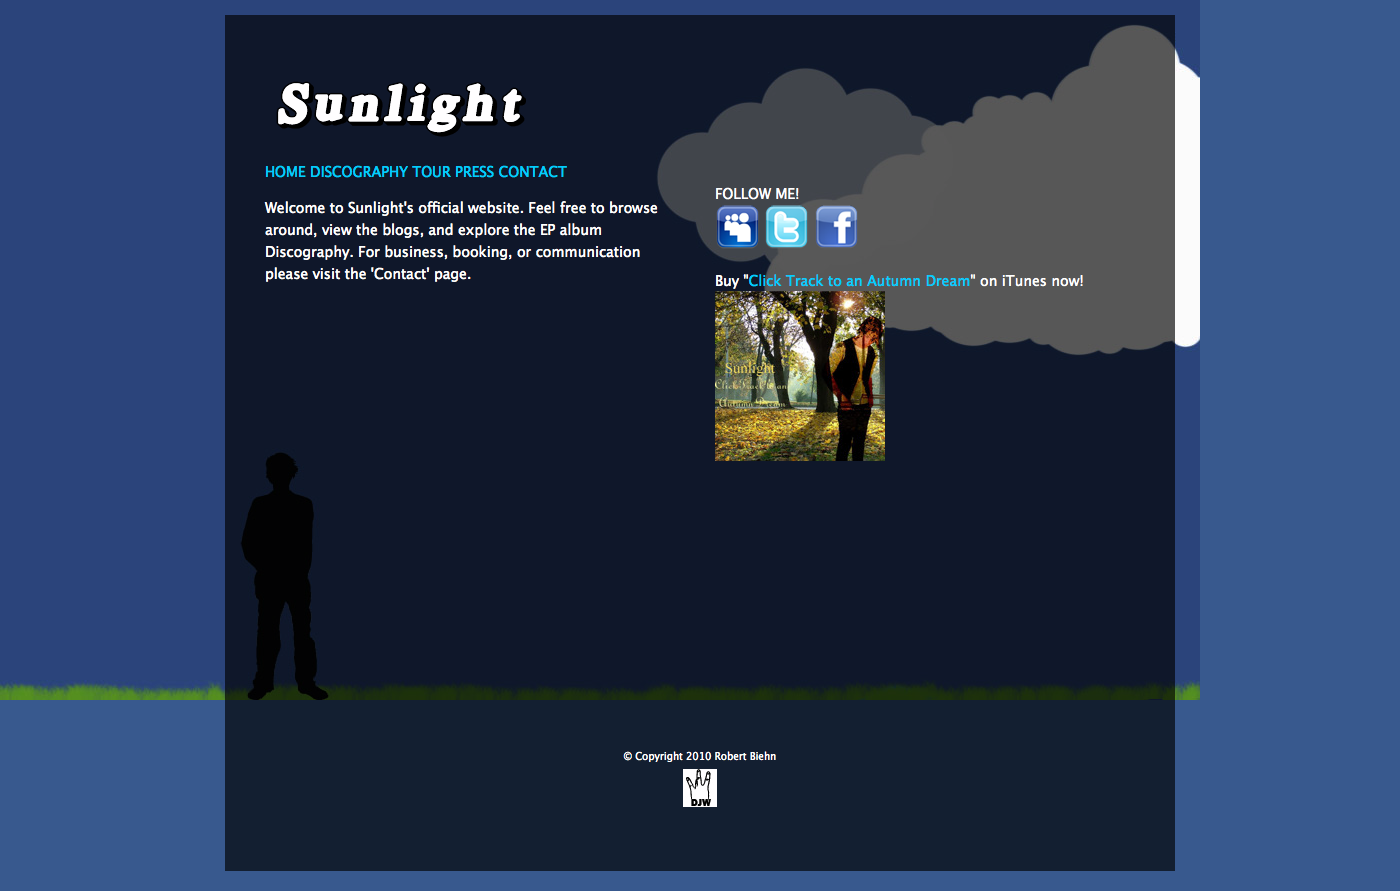 Sunlight
HOME DISCOGRAPHY TOUR PRESS CONTACT
Welcome to Sunlight's official website. Feel free to browse
around, view the blogs, and explore the EP album
Discography. For business, booking, or communication
please visit the 'Contact' page.
FOLLOW ME!
Buy "Click Track to an Autumn Dream" on iTunes now!
Sunlight
Click Track to an
Autumn Dream
© Copyright 2010 Robert Biehn
DJW